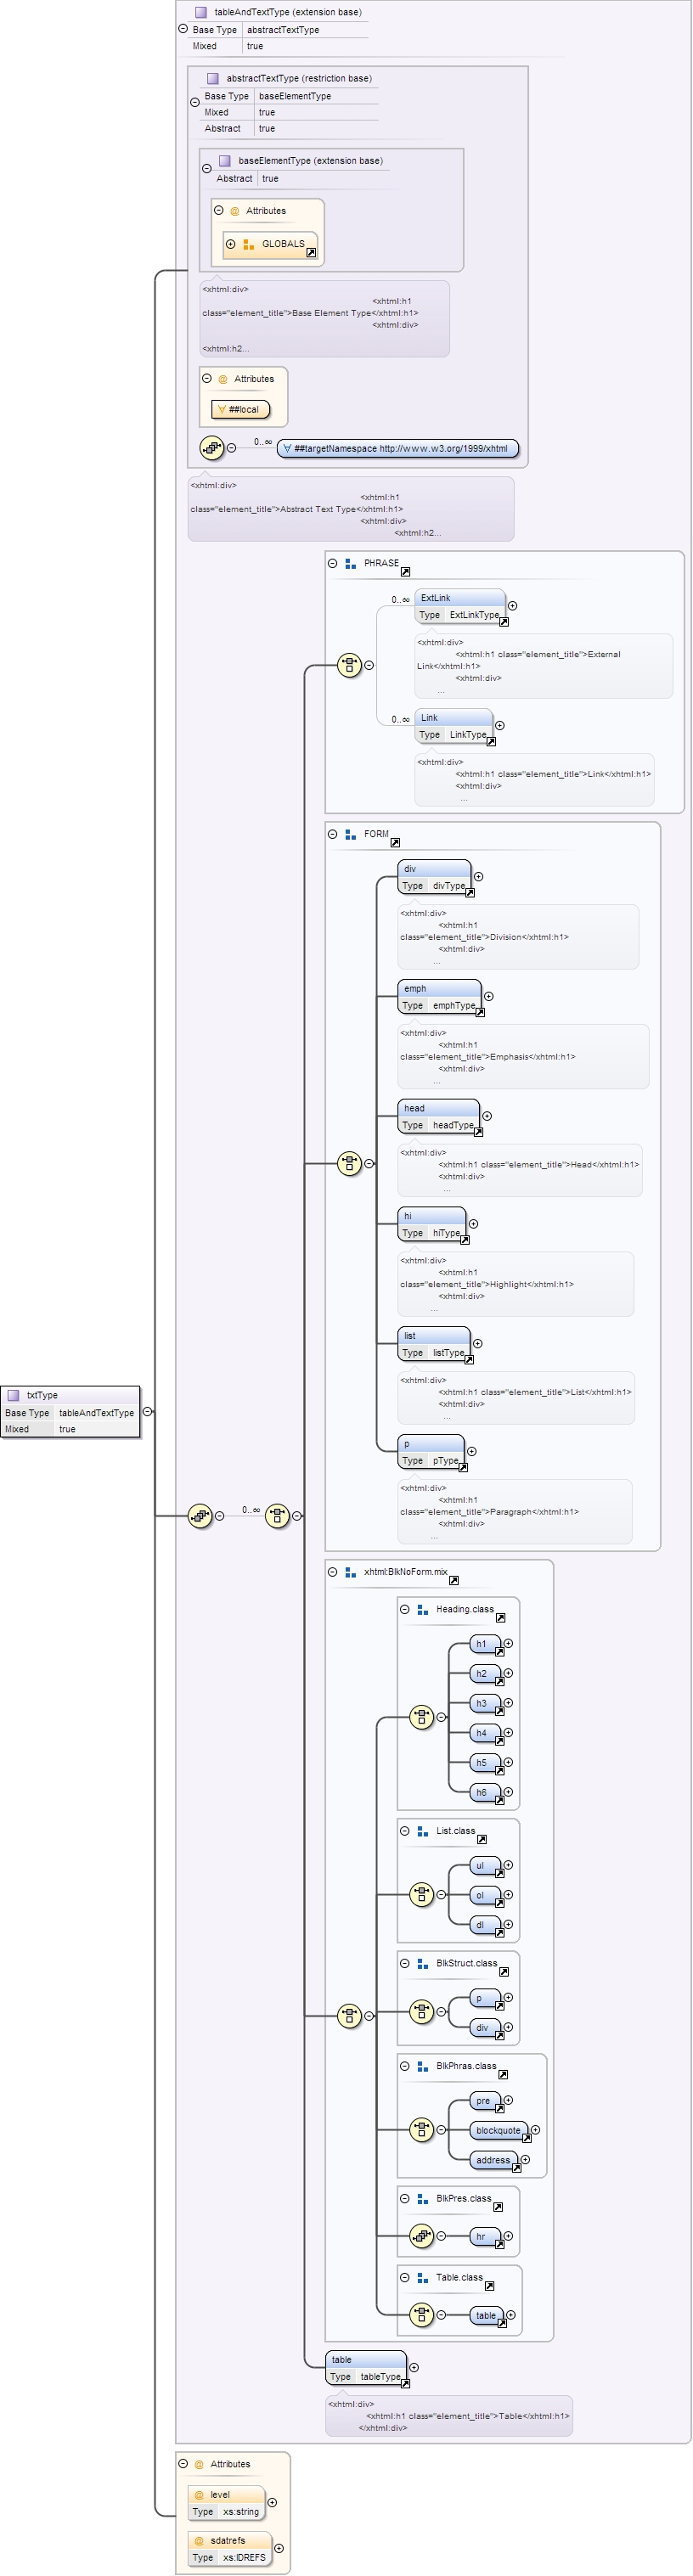 tableAndTextType (extension base)
Base Type abstractTextType
Mixed true
abstractTextType (restriction base)
Base Type baseElementType
Mixed true
Abstract true
baseElementType (extension base)
Abstract true
@ Attributes
GLOBALS
<xhtml:div>
<xhtml:h1
class="element_title">Base Element Type</xhtml:h1>
<xhtml:div>
<xhtml:h2...
@ Attributes
##local
0..∞
##targetNamespace http://www.w3.org/1999/xhtml
<xhtml:div>
<xhtml:h1
class="element_title">Abstract Text Type</xhtml:h1>
<xhtml:div>
<xhtml:h2...
PHRASE
0..∞
ExtLink
Type ExtLinkType
<xhtml:div>
<xhtml:h1 class="element_title">External
Link</xhtml:h1>
<xhtml:div>
...
0..∞
Link
Type LinkType
<xhtml:div>
<xhtml:h1 class="element_title">Link</xhtml:h1>
<xhtml:div>
...
FORM
div
Type divType
<xhtml:div>
<xhtml:h1
class="element_title">Division</xhtml:h1>
<xhtml:div>
...
emph
Type emphType
<xhtml:div>
<xhtml:h1
class="element_title">Emphasis</xhtml:h1>
<xhtml:div>
...
head
Type headType
<xhtml:div>
<xhtml:h1 class="element_title">Head</xhtml:h1>
<xhtml:div>
...
hi
Type hiType
<xhtml:div>
<xhtml:h1
class="element_title">Highlight</xhtml:h1>
<xhtml:div>
...
list
Type listType
<xhtml:div>
<xhtml:h1 class="element_title">List</xhtml:h1>
<xhtml:div>
...
txtType
Base Type tableAndTextType
Mixed true
p
Type pType
<xhtml:div>
<xhtml:h1
class="element_title">Paragraph</xhtml:h1>
<xhtml:div>
...
0..∞
xhtml:BlkNoForm.mix
Heading.class
h1
h2
h3
h4
h5
h6
List.class
ul
ol
dl
BlkStruct.class
p
div
BlkPhras.class
pre
blockquote
address
BlkPres.class
hr
Table.class
table
table
Type tableType
<xhtml:div>
<xhtml:h1 class="element_title">Table</xhtml:h1>
</xhtml:div>
@ Attributes
@ level
Type xs:string
@ sdatrefs
Type xs:IDREFS